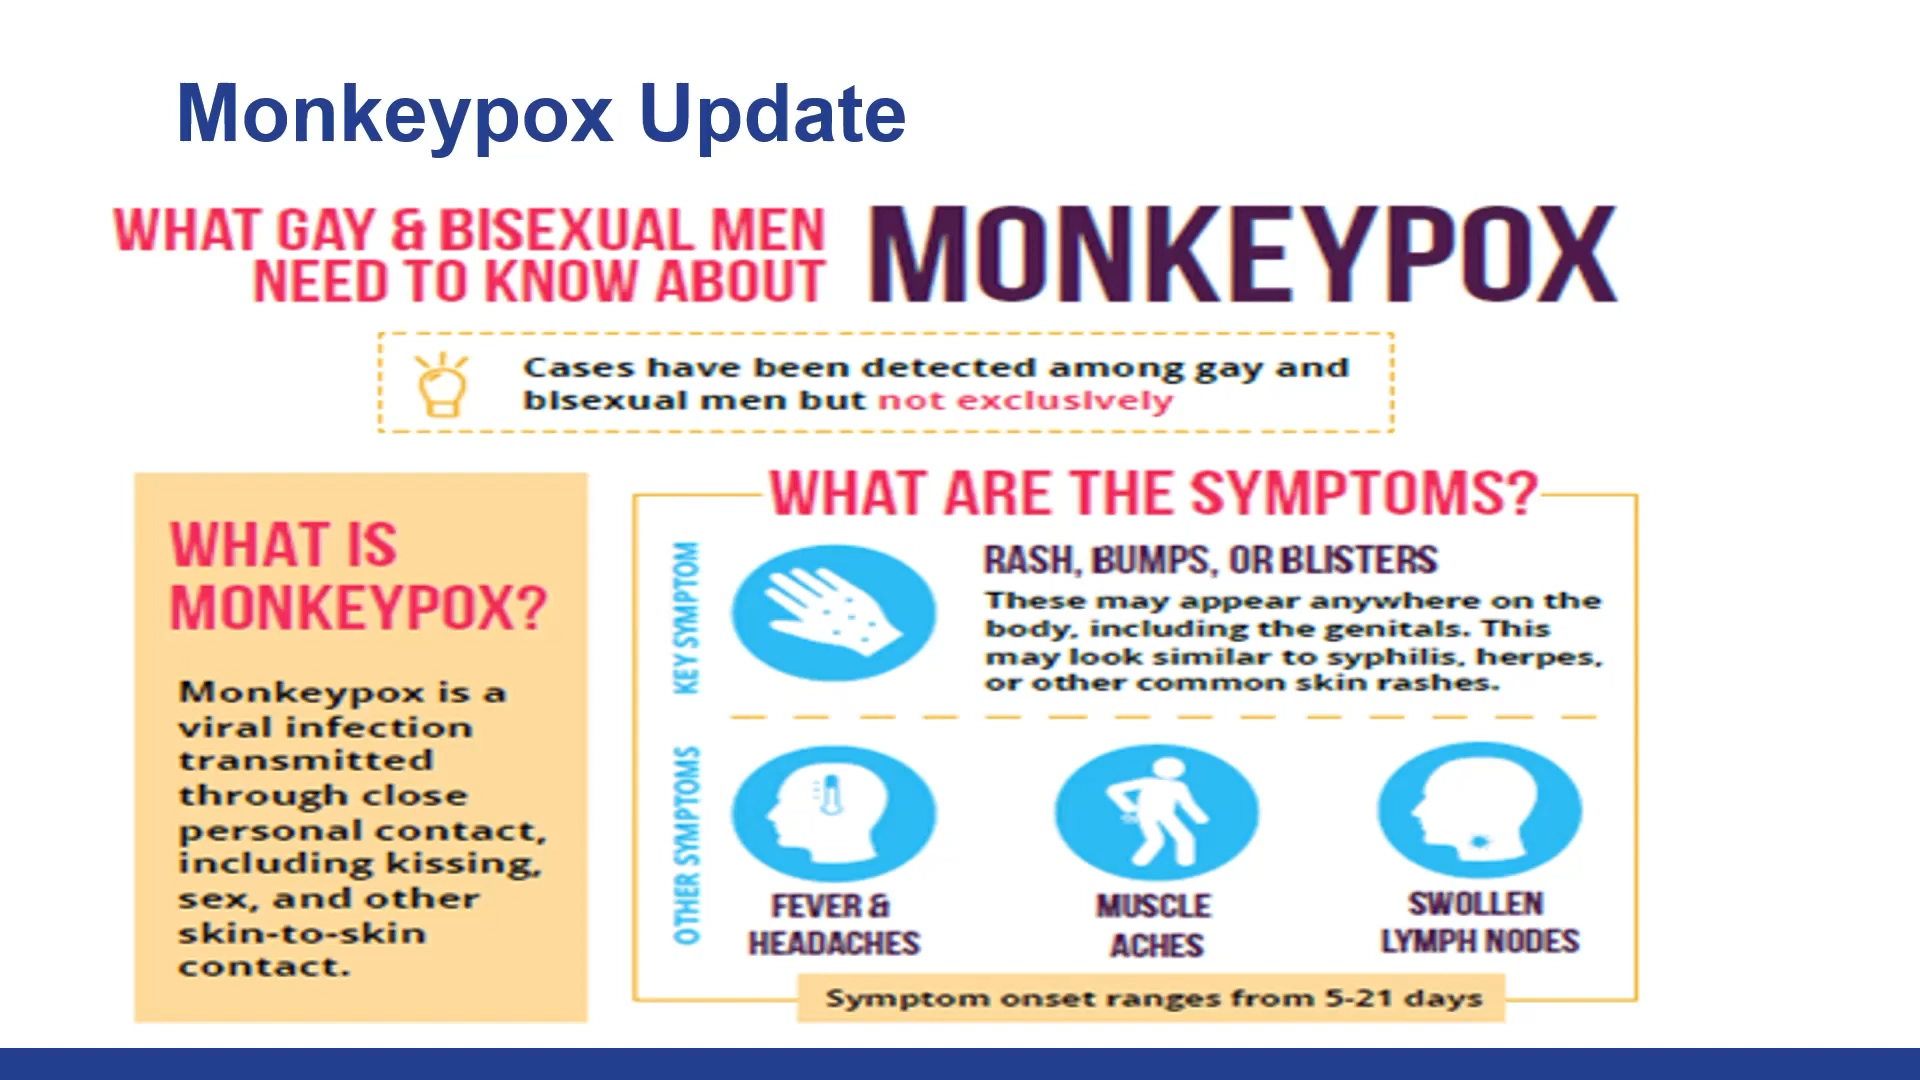 Monkeypox Update
WHAT GAY & BISEXUAL MEN
NEED TO KNOW ABOUT
MONKEYPOX
Cases have been detected among gay and
bisexual men but not exclusively
WHAT IS
MONKEYPOX?
Monkeypox is a
viral infection
transmitted
through close
personal contact,
including kissing,
sex, and other
skin-to-skin
contact.
WHAT ARE THE SYMPTOMS?
KEY SYMPTOM
RASH, BUMPS, OR BLISTERS
These may appear anywhere on the
body, including the genitals. This
may look similar to syphilis, herpes,
or other common skin rashes.
OTHER SYMPTOMS
FEVER &
HEADACHES
MUSCLE
ACHES
SWOLLEN
LYMPH NODES
Symptom onset ranges from 5-21 days